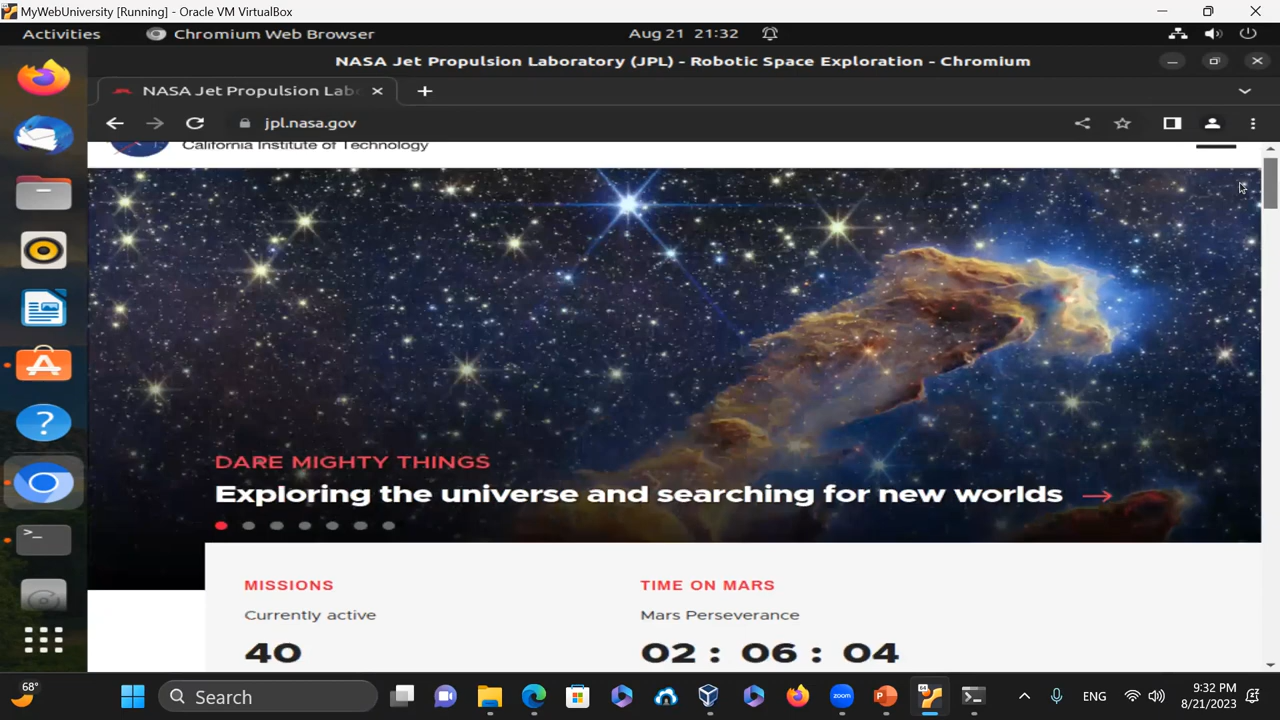 MyWebUniversity [Running] - Oracle VM VirtualBox
Activities
Chromium Web Browser
Aug 21 21:32
NASA Jet Propulsion Laboratory (JPL) - Robotic Space Exploration - Chromium
NASA Jet Propulsion Lab
jpl.nasa.gov
California Institute of Technology
DARE MIGHTY THINGS
Exploring the universe and searching for new worlds
MISSIONS
TIME ON MARS
Currently active
Mars Perseverance
40
02 : 06 : 04
68°
Search
zoom
ENG
9:32 PM
8/21/2023